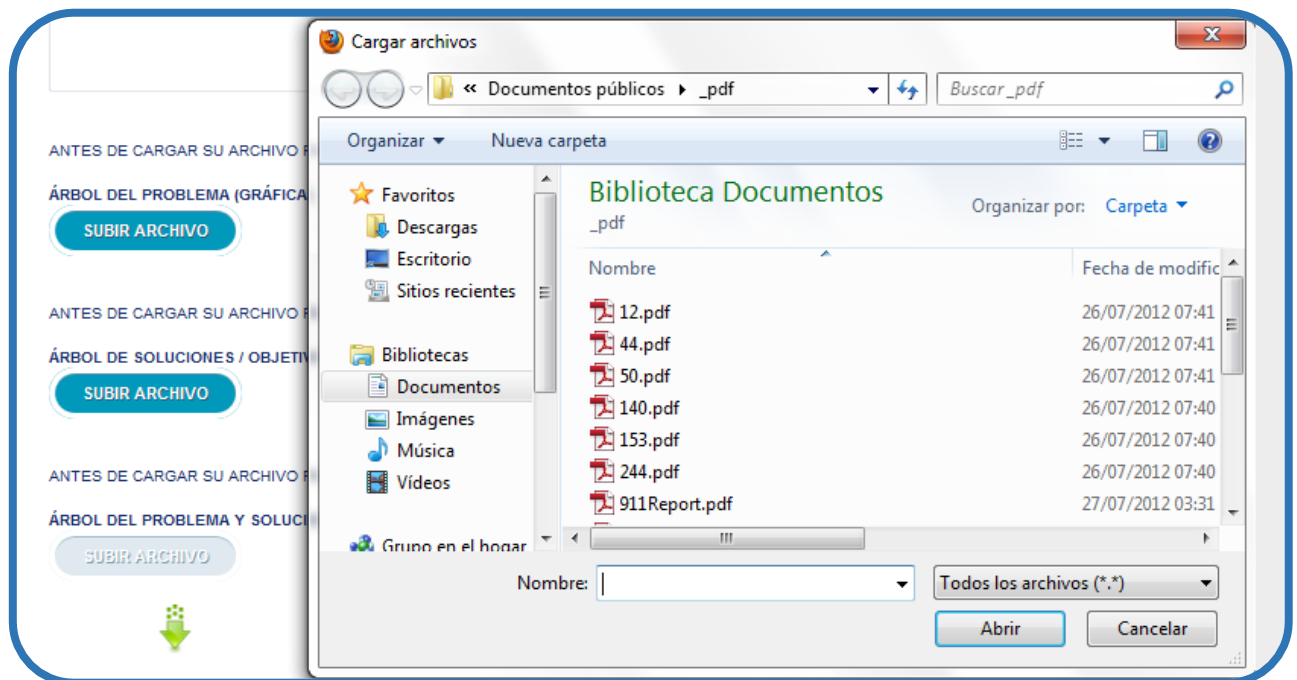 ANTES DE CARGAR SU ARCHIVO
ÁRBOL DEL PROBLEMA (GRÁFICA
SUBIR ARCHIVO
ANTES DE CARGAR SU ARCHIVO
ÁRBOL DE SOLUCIONES / OBJETIV
SUBIR ARCHIVO
ANTES DE CARGAR SU ARCHIVO
ÁRBOL DEL PROBLEMA Y SOLUCI
SUBIR ARCHIVO
Cargar archivos
« Documentos públicos ▸ _pdf
Buscar _pdf
Organizar
Nueva carpeta
Favoritos
Descargas
Escritorio
Sitios recientes
Bibliotecas
Documentos
Imágenes
Música
Vídeos
Grupo en el hogar
Biblioteca Documentos
_pdf
Organizar por: Carpeta
Nombre Fecha de modific
12.pdf 26/07/2012 07:41
44.pdf 26/07/2012 07:41
50.pdf 26/07/2012 07:41
140.pdf 26/07/2012 07:40
153.pdf 26/07/2012 07:40
244.pdf 26/07/2012 07:40
911Report.pdf 27/07/2012 03:31
Nombre:
Todos los archivos (*.*)
Abrir
Cancelar